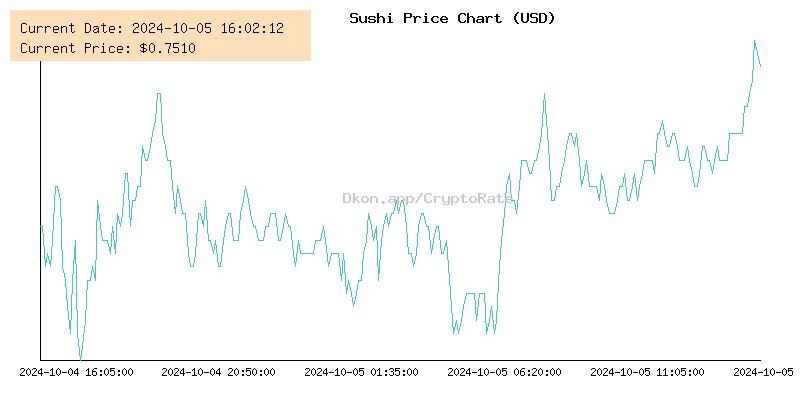 Sushi Price Chart (USD)
Current Date: 2024-10-05 16:02:12
Current Price: $0.7510
Dkon.app/CryptoRate
2024-10-04 16:05:00
2024-10-04 20:50:00
2024-10-05 01:35:00
2024-10-05 06:20:00
2024-10-05 11:05:00
2024-10-05